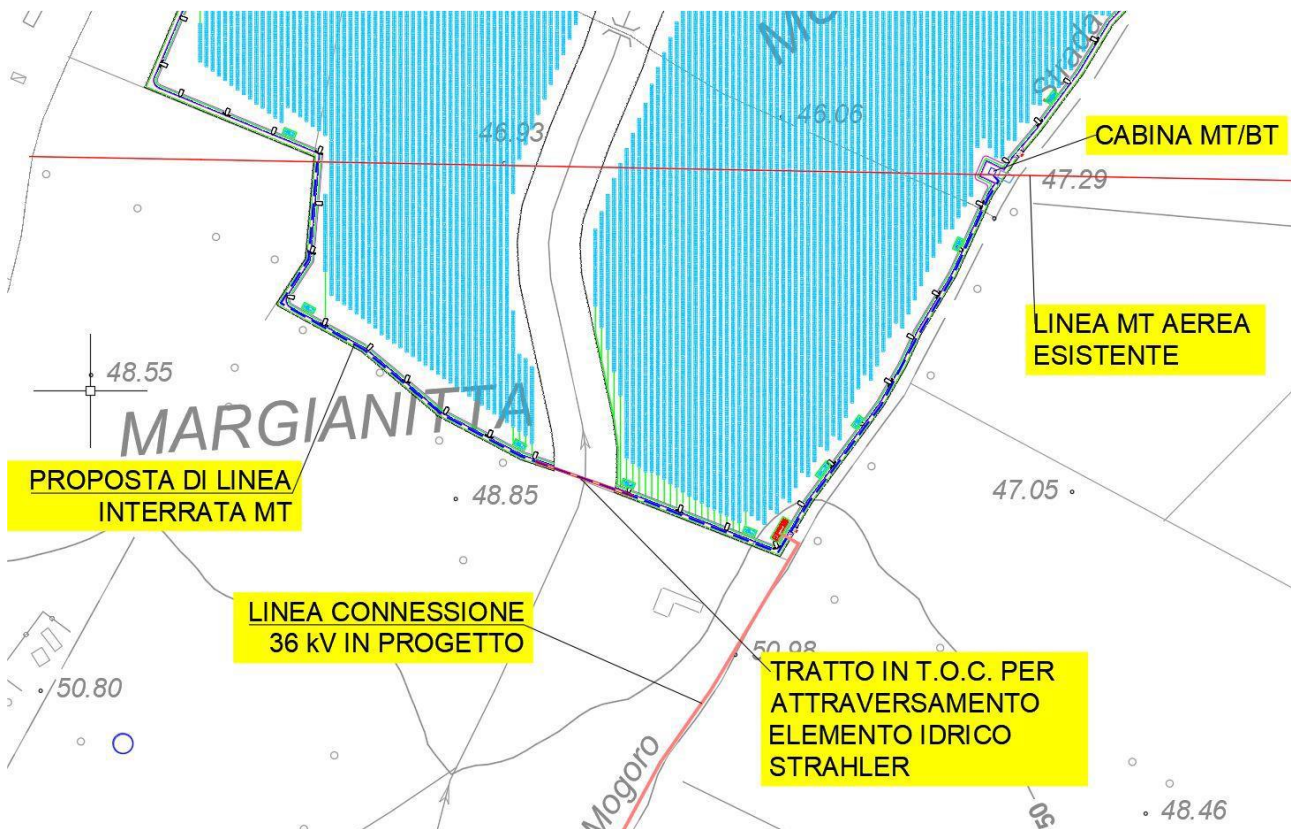 Strada
46.93
46.06
CABINA MT/BT
47.29
LINEA MT AEREA
ESISTENTE
48.55
MARGIANITTA
PROPOSTA DI LINEA
INTERRATA MT
48.85
47.05
LINEA CONNESSIONE
36 kV IN PROGETTO
50.98
TRATTO IN T.O.C. PER
ATTRAVERSAMENTO
ELEMENTO IDRICO
STRAHLER
50.80
Mogoro
50
48.46